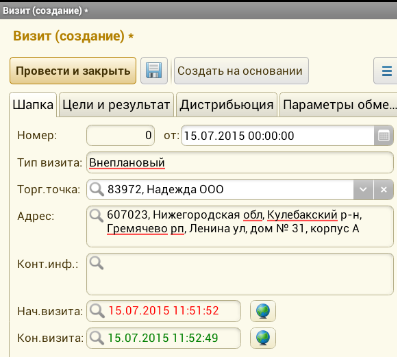 Визит (создание) *
Визит (создание) *
Провести и закрыть Создать на основании
Шапка Цели и результат Дистрибьюция Параметры обме...
Номер: 0 от: 15.07.2015 00:00:00
Тип визита: Внеплановый
Торг.точка: 83972, Надежда ООО
Адрес: 607023, Нижегородская обл, Кулебакский р-н,
Гремячево рп, Ленина ул, дом № 31, корпус А
Конт.инф.:
Нач.визита: 15.07.2015 11:51:52
Кон.визита: 15.07.2015 11:52:49